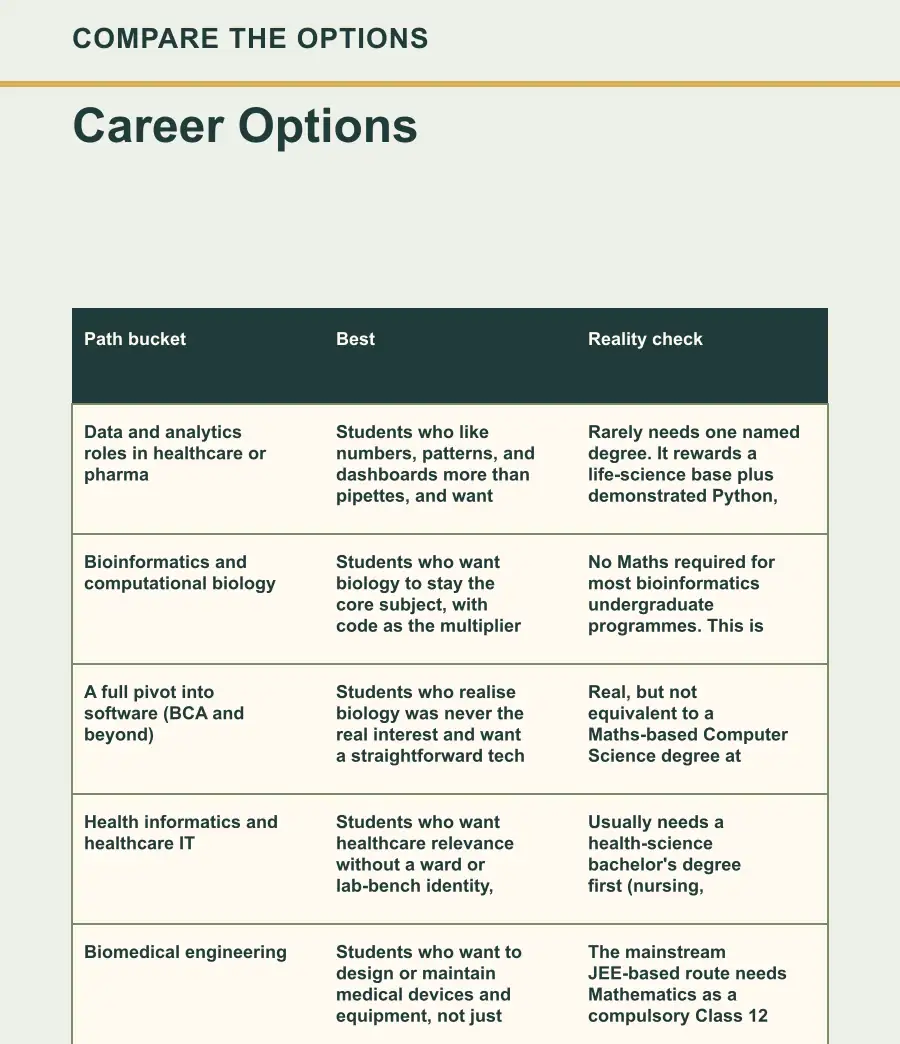 COMPARE THE OPTIONS
Career Options
Path bucket
Best
Reality check
Data and analytics
roles in healthcare or
pharma
Students who like
numbers, patterns, and
dashboards more than
pipettes, and want
Rarely needs one named
degree. It rewards a
life-science base plus
demonstrated Python,
Bioinformatics and
computational biology
Students who want
biology to stay the
core subject, with
code as the multiplier
No Maths required for
most bioinformatics
undergraduate
programmes. This is
A full pivot into
software (BCA and
beyond)
Students who realise
biology was never the
real interest and want
a straightforward tech
Real, but not
equivalent to a
Maths-based Computer
Science degree at
Health informatics and
healthcare IT
Students who want
healthcare relevance
without a ward or
lab-bench identity,
Usually needs a
health-science
bachelor's degree
first (nursing,
Biomedical engineering
Students who want to
design or maintain
medical devices and
equipment, not just
The mainstream
JEE-based route needs
Mathematics as a
compulsory Class 12